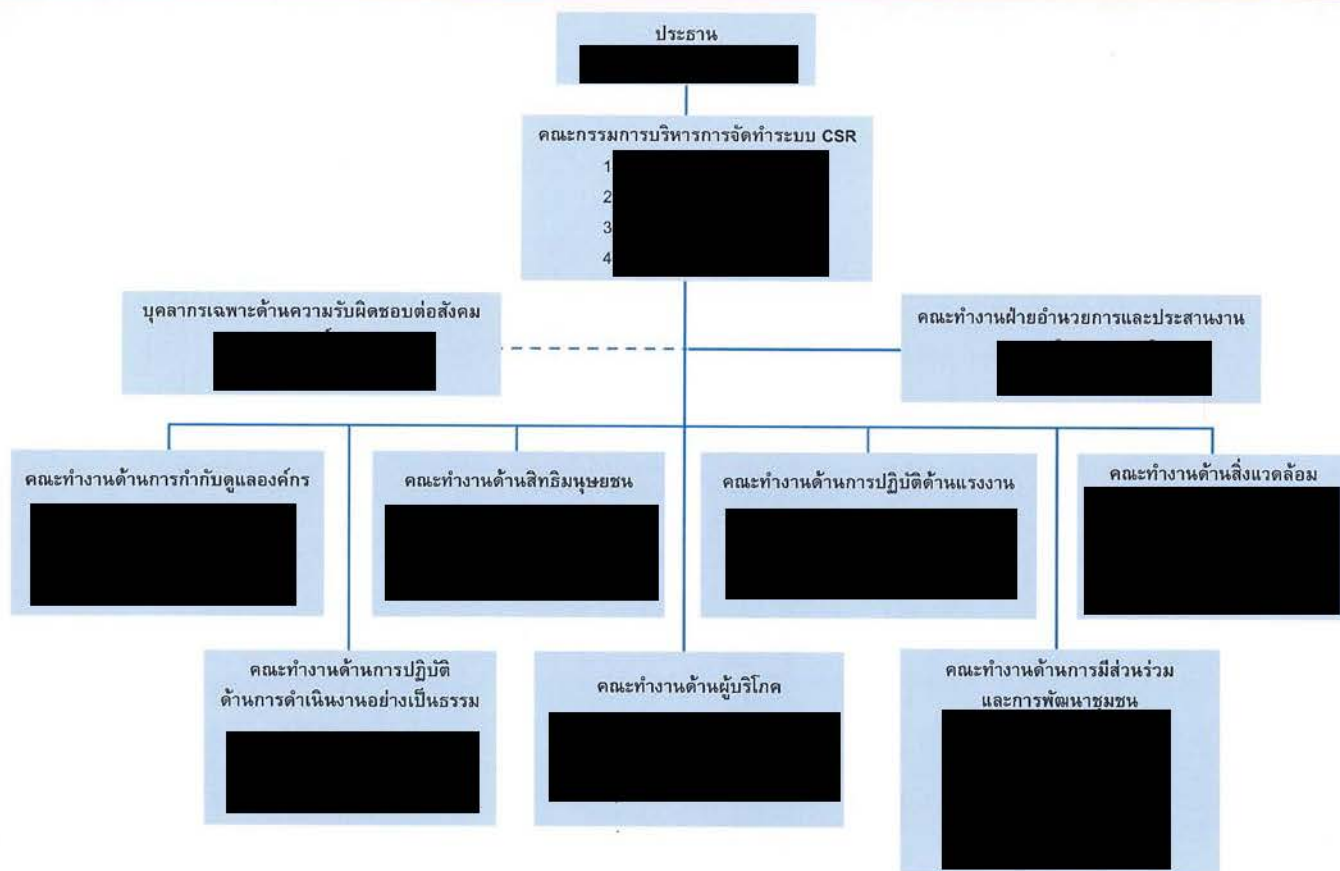 ประธาน
คณะกรรมการบริหารการจัดทำระบบ CSR
1
2
3
4
บุคลากรเฉพาะด้านความรับผิดชอบต่อสังคม
คณะทำงานฝ่ายอำนวยการและประสานงาน
คณะทำงานด้านการกำกับดูแลองค์กร
คณะทำงานด้านสิทธิมนุษยชน
คณะทำงานด้านการปฏิบัติด้านแรงงาน
คณะทำงานด้านสิ่งแวดล้อม
คณะทำงานด้านการปฏิบัติ
ด้านการดำเนินงานอย่างเป็นธรรม
คณะทำงานด้านผู้บริโภค
คณะทำงานด้านการมีส่วนร่วม
และการพัฒนาชุมชน